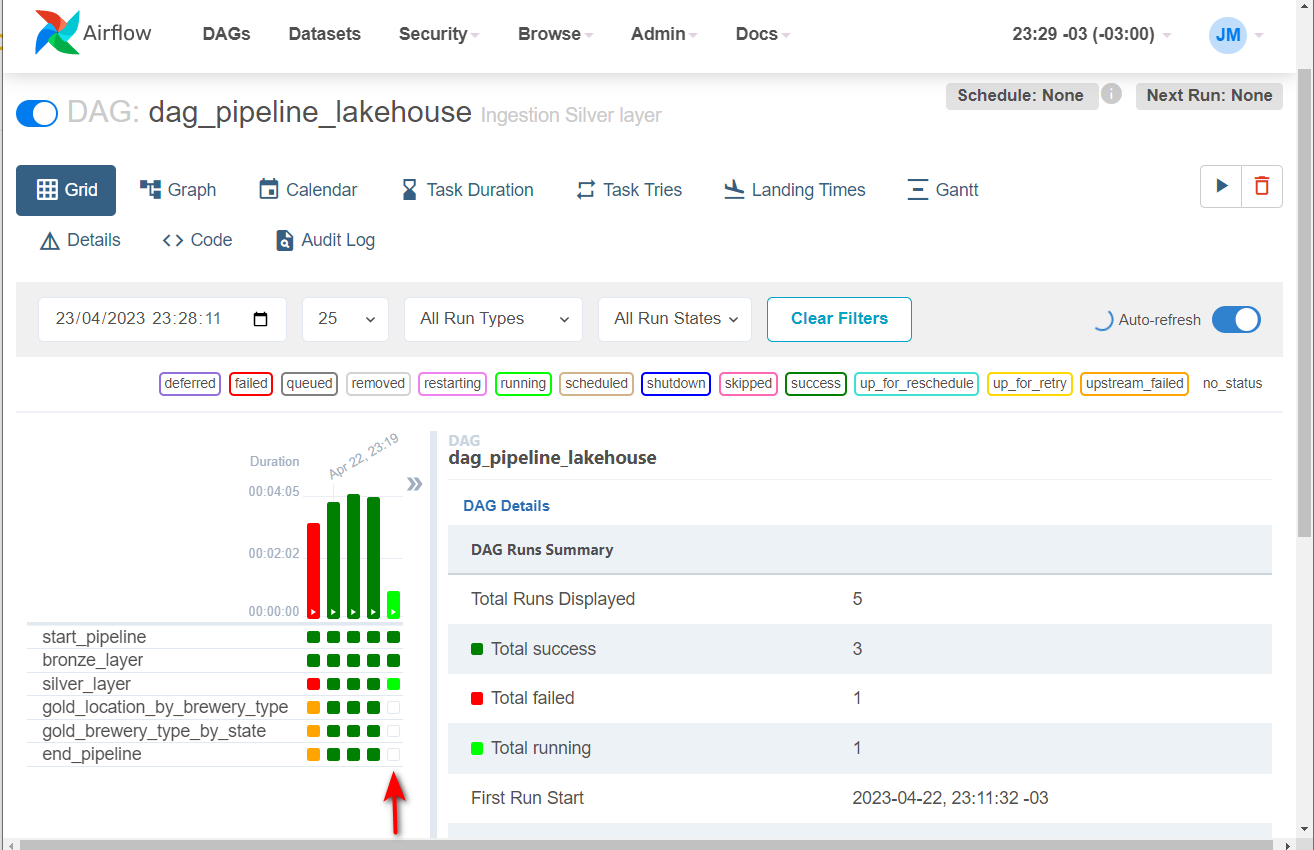 Airflow DAGs Datasets Security Browse Admin Docs 23:29 -03 (-03:00) JM
DAG: dag_pipeline_lakehouse Ingestion Silver layer Schedule: None i Next Run: None
Grid Graph Calendar Task Duration Task Tries Landing Times Gantt
Details Code Audit Log
23/04/2023 23:28:11 25 All Run Types All Run States Clear Filters Auto-refresh
deferred failed queued removed restarting running scheduled shutdown skipped success up_for_reschedule up_for_retry upstream_failed no_status
Duration
Apr 22, 23:19
00:04:05
00:02:02
00:00:00
start_pipeline
bronze_layer
silver_layer
gold_location_by_brewery_type
gold_brewery_type_by_state
end_pipeline
DAG
dag_pipeline_lakehouse
DAG Details
DAG Runs Summary
Total Runs Displayed 5
Total success 3
Total failed 1
Total running 1
First Run Start 2023-04-22, 23:11:32 -03